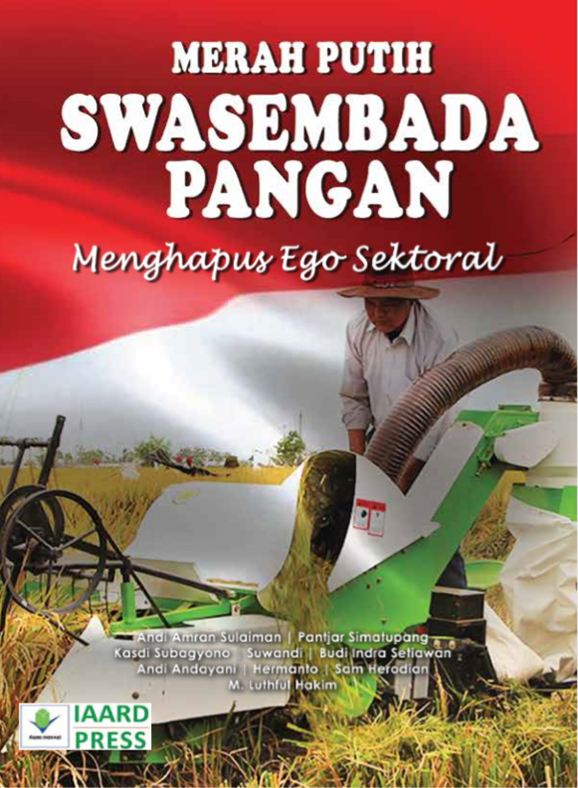 MERAH PUTIH
SWASEMBADA
PANGAN
Menghapus Ego Sektoral
Andi Amran Sulaiman | Pantjar Simatupang
Kasdi Subagyono | Suwandi | Budi Indra Setiawan
Andi Andayani | Hermanto | Sam Herodian
M. Luthful Hakim
IAARD
PRESS